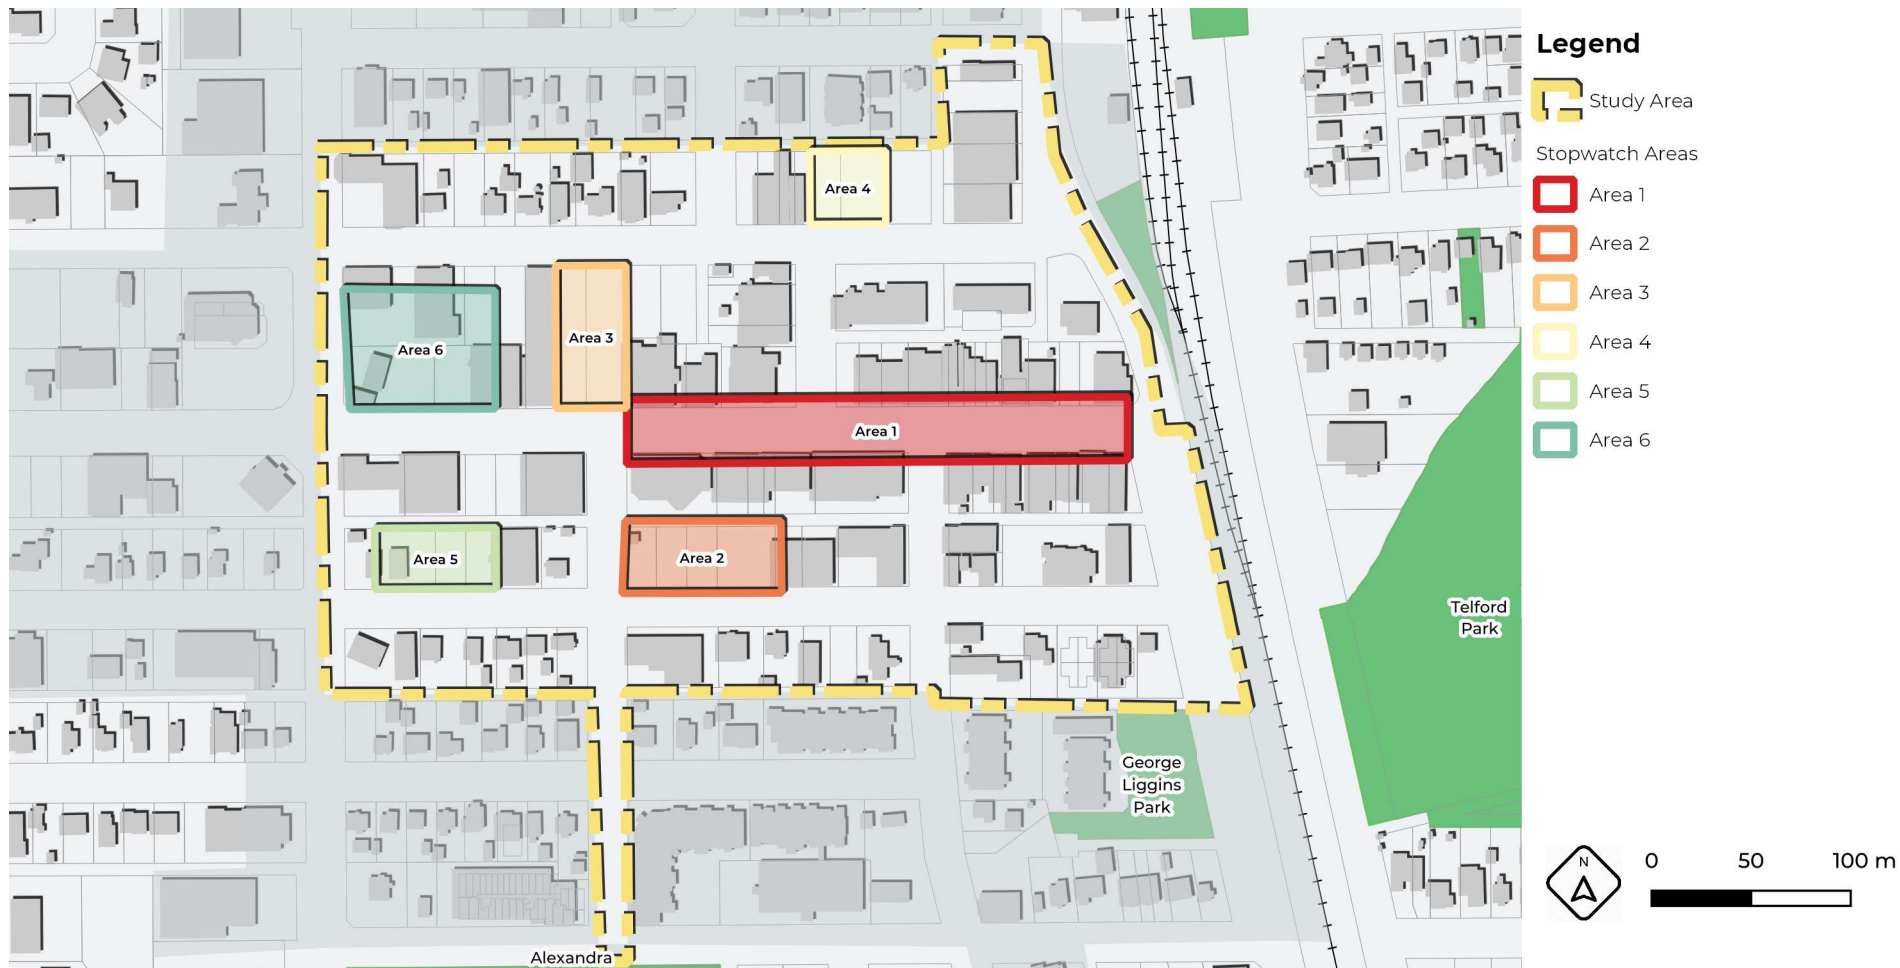 Legend
Study Area
Stopwatch Areas
Area 1
Area 2
Area 3
Area 4
Area 5
Area 6
Area 4
Area 3
Area 6
Area 1
Area 5
Area 2
Telford
Park
George
Liggins
Park
Alexandra
N
0 50 100 m